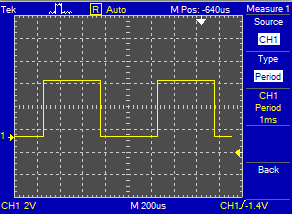 Tek R Auto M Pos: -640us Measure 1
Source
CH1
Type
Period
CH1
Period
1ms
1
Back
CH1 2V M 200us CH1 / -1.4V